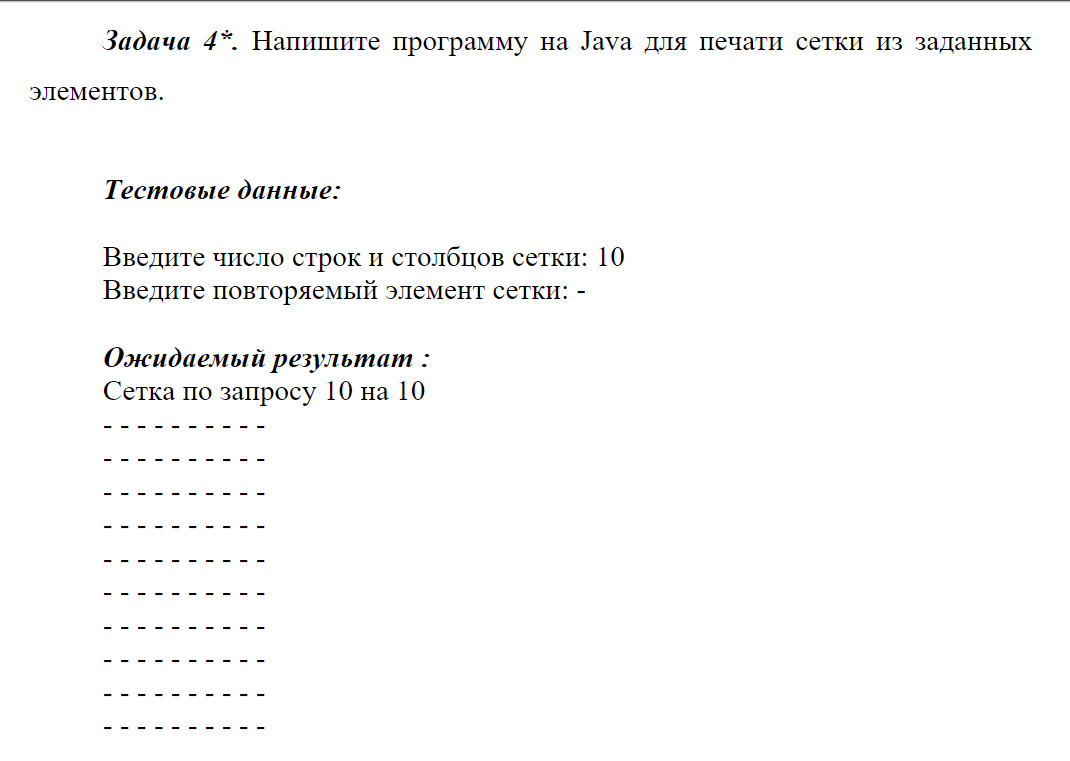 Задача 4*. Напишите программу на Java для печати сетки из заданных
элементов.
Тестовые данные:
Введите число строк и столбцов сетки: 10
Введите повторяемый элемент сетки: -
Ожидаемый результат :
Сетка по запросу 10 на 10
- - - - - - - - - -
- - - - - - - - - -
- - - - - - - - - -
- - - - - - - - - -
- - - - - - - - - -
- - - - - - - - - -
- - - - - - - - - -
- - - - - - - - - -
- - - - - - - - - -
- - - - - - - - - -